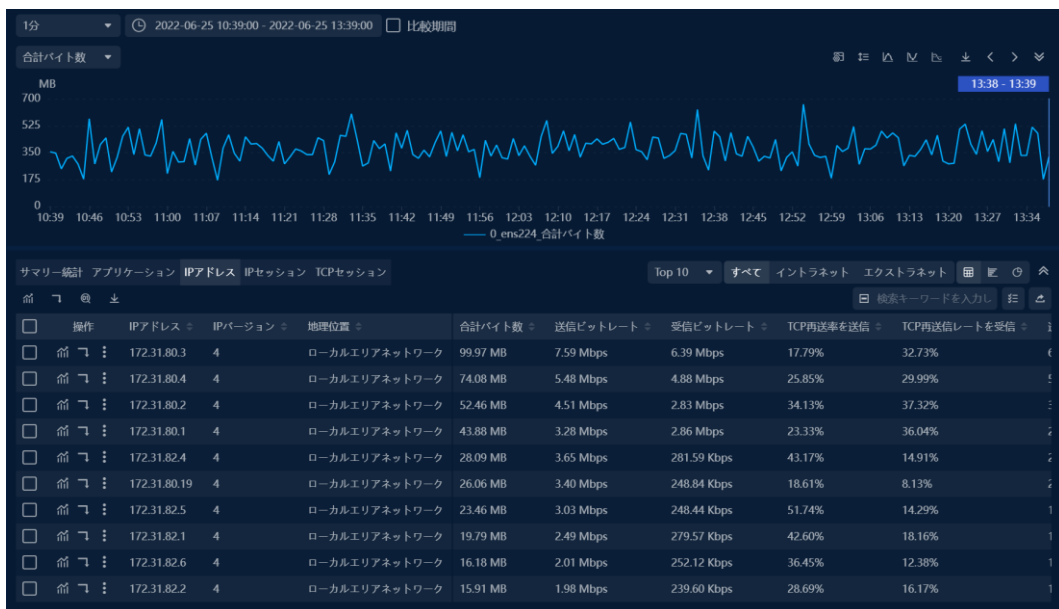 1分 2022-06-25 10:39:00 - 2022-06-25 13:39:00 比較期間
合計バイト数
MB
13:38 - 13:39
700
525
350
175
0
10:39 10:46 10:53 11:00 11:07 11:14 11:21 11:28 11:35 11:42 11:49 11:56 12:03 12:10 12:17 12:24 12:31 12:38 12:45 12:52 12:59 13:06 13:13 13:20 13:27 13:34
0_ens224_合計バイト数
サマリー統計 アプリケーション IPアドレス IPセッション TCPセッション Top 10 すべて イントラネット エクストラネット
検索キーワードを入力し
操作 IPアドレス IPバージョン 地理位置 合計バイト数 送信ビットレート 受信ビットレート TCP再送率を送信 TCP再送信レートを受信
172.31.80.3 4 ローカルエリアネットワーク 99.97 MB 7.59 Mbps 6.39 Mbps 17.79% 32.73%
172.31.80.4 4 ローカルエリアネットワーク 74.08 MB 5.48 Mbps 4.88 Mbps 25.85% 29.99%
172.31.80.2 4 ローカルエリアネットワーク 52.46 MB 4.51 Mbps 2.83 Mbps 34.13% 37.32%
172.31.80.1 4 ローカルエリアネットワーク 43.88 MB 3.28 Mbps 2.86 Mbps 23.33% 36.04%
172.31.82.4 4 ローカルエリアネットワーク 28.09 MB 3.65 Mbps 281.59 Kbps 43.17% 14.91%
172.31.80.19 4 ローカルエリアネットワーク 26.06 MB 3.40 Mbps 248.84 Kbps 18.61% 8.13%
172.31.82.5 4 ローカルエリアネットワーク 23.46 MB 3.03 Mbps 248.44 Kbps 51.74% 14.29%
172.31.82.1 4 ローカルエリアネットワーク 19.79 MB 2.49 Mbps 279.57 Kbps 42.60% 18.16%
172.31.82.6 4 ローカルエリアネットワーク 16.18 MB 2.01 Mbps 252.12 Kbps 36.45% 12.38%
172.31.82.2 4 ローカルエリアネットワーク 15.91 MB 1.98 Mbps 239.60 Kbps 28.69% 16.17%